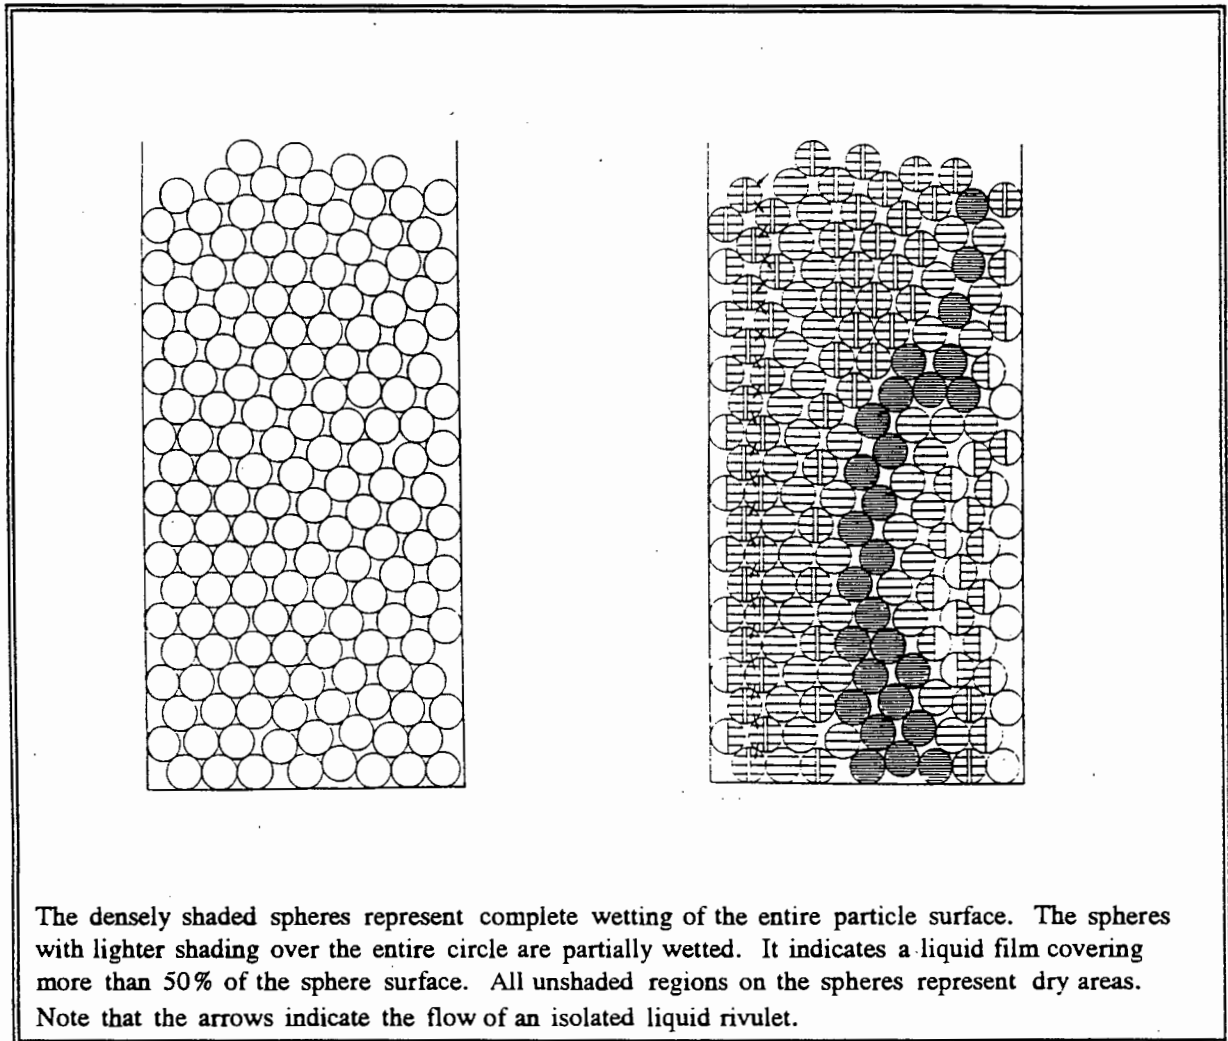 The densely shaded spheres represent complete wetting of the entire particle surface. The spheres
with lighter shading over the entire circle are partially wetted. It indicates a liquid film covering
more than 50% of the sphere surface. All unshaded regions on the spheres represent dry areas.
Note that the arrows indicate the flow of an isolated liquid rivulet.